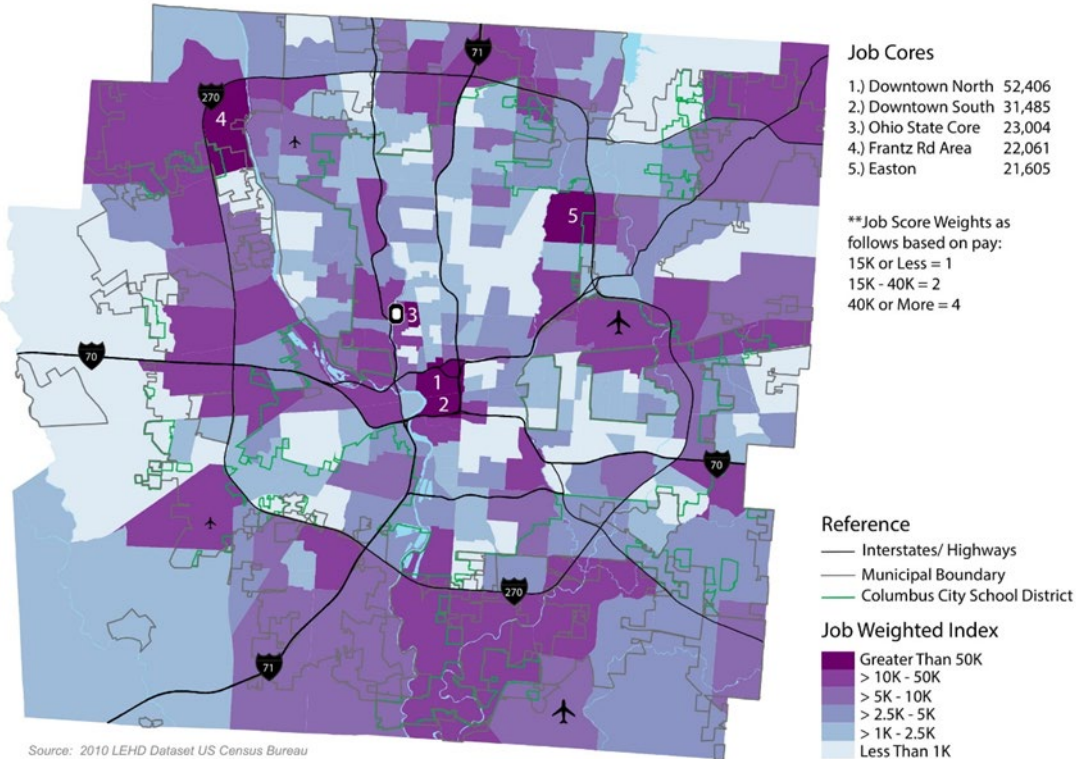 71
270
4
5
3
70
1
2
70
270
71
Job Cores
1.) Downtown North 52,406
2.) Downtown South 31,485
3.) Ohio State Core 23,004
4.) Frantz Rd Area 22,061
5.) Easton 21,605
**Job Score Weights as
follows based on pay:
15K or Less = 1
15K - 40K = 2
40K or More = 4
Reference
Interstates/ Highways
Municipal Boundary
Columbus City School District
Job Weighted Index
Greater Than 50K
> 10K - 50K
> 5K - 10K
> 2.5K - 5K
> 1K - 2.5K
Less Than 1K
Source: 2010 LEHD Dataset US Census Bureau